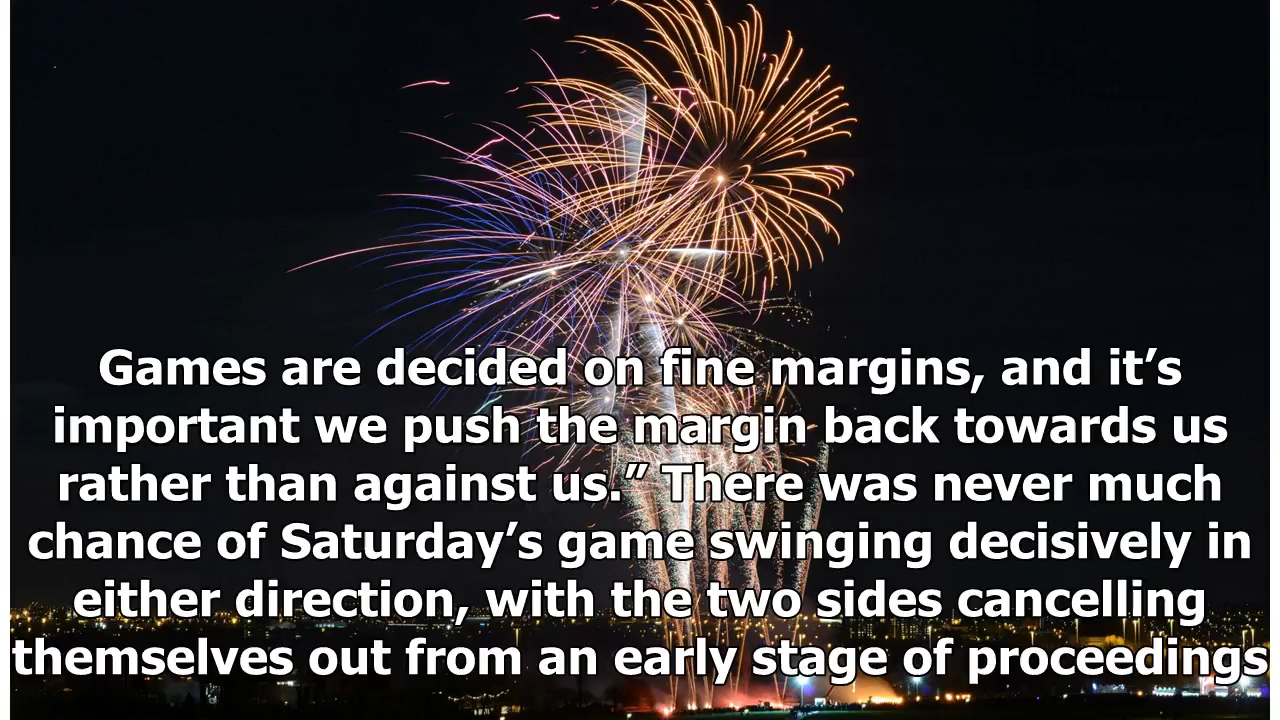 Games are decided on fine margins, and it’s
important we push the margin back towards us
rather than against us.” There was never much
chance of Saturday’s game swinging decisively in
either direction, with the two sides cancelling
themselves out from an early stage of proceedings